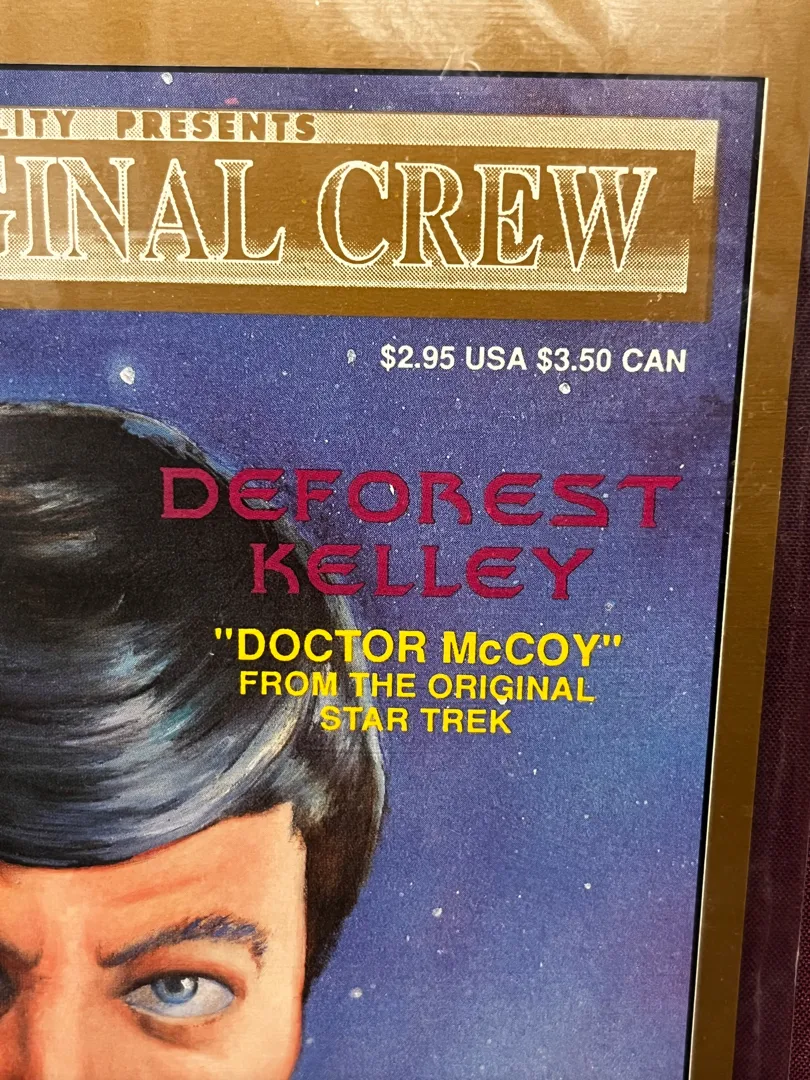 LITY PRESENTS
GINAL CREW
$2.95 USA $3.50 CAN
DEFOREST
KELLEY
"DOCTOR McCOY"
FROM THE ORIGINAL
STAR TREK